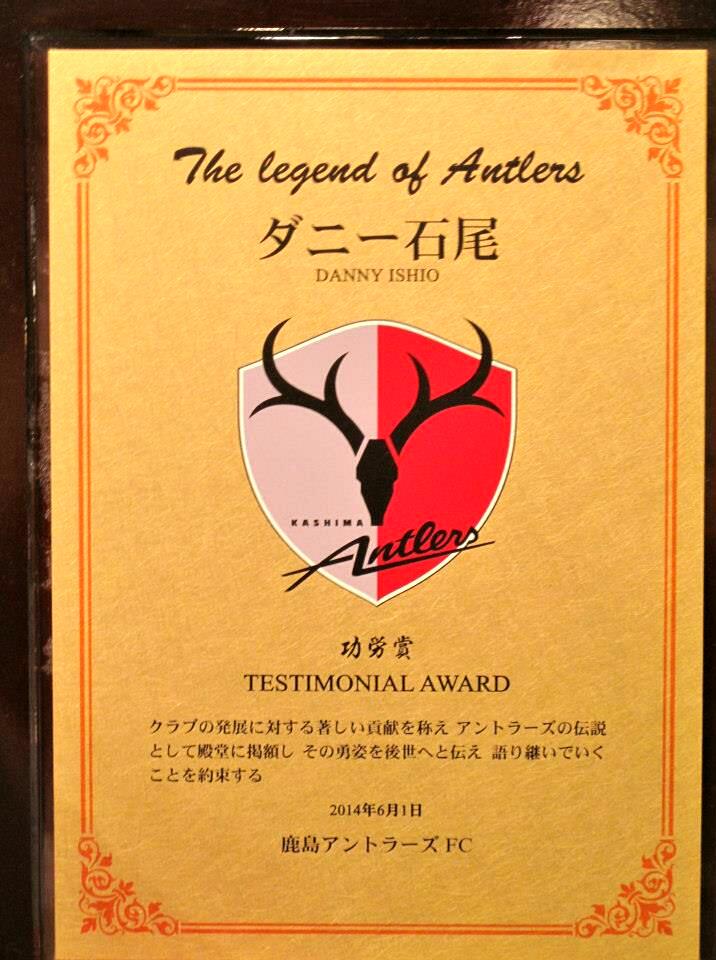 The legend of Antlers
ダニー石尾
DANNY ISHIO
KASHIMA
Antlers
功労賞
TESTIMONIAL AWARD
クラブの発展に対する著しい貢献を称え アントラーズの伝説
として殿堂に掲額し その勇姿を後世へと伝え 語り継いでいく
ことを約束する
2014年6月1日
鹿島アントラーズ FC